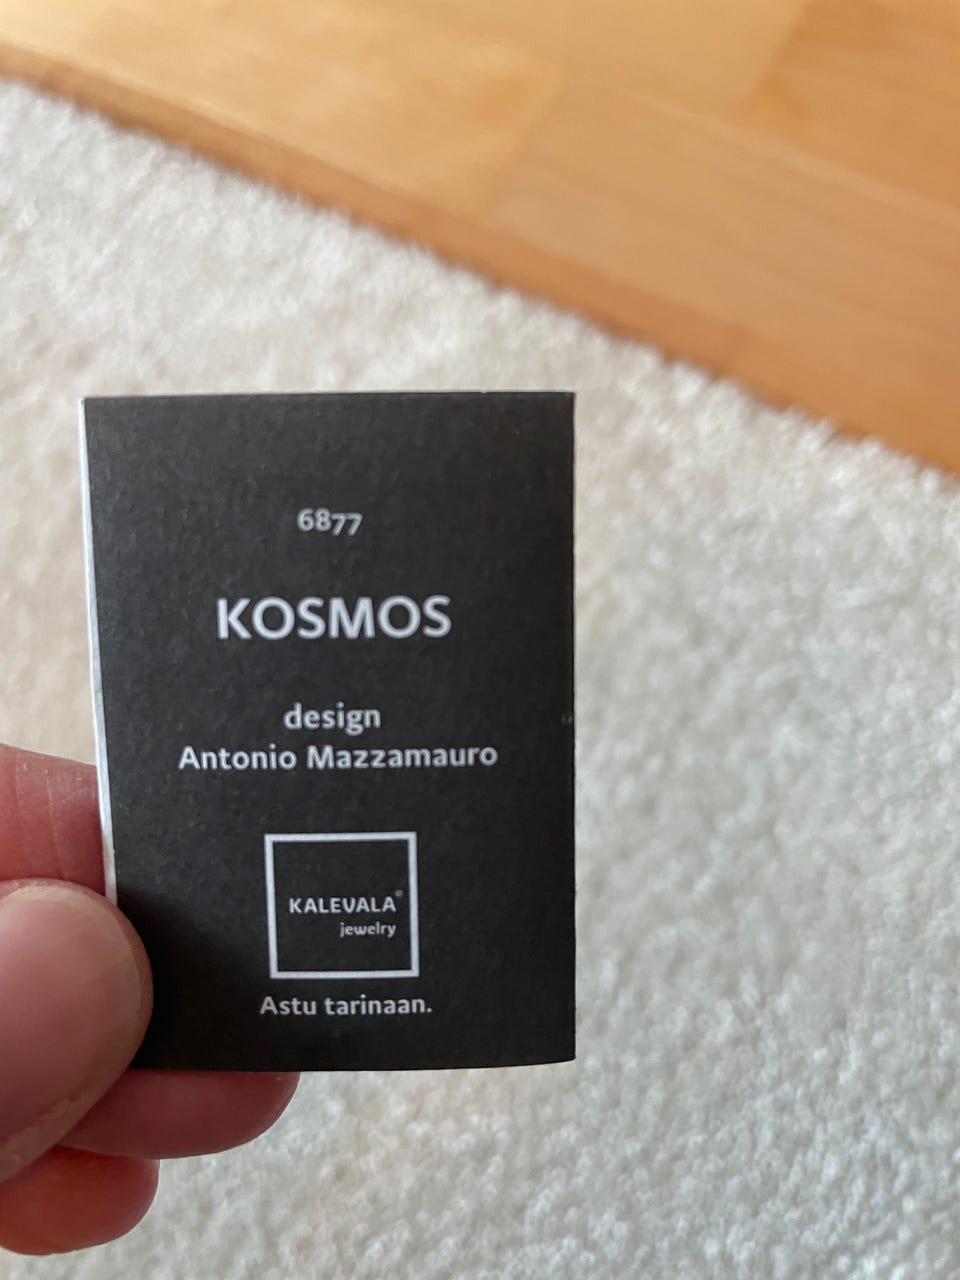 6877
KOSMOS
design
Antonio Mazzamauro
KALEVALA®
jewelry
Astu tarinaan.